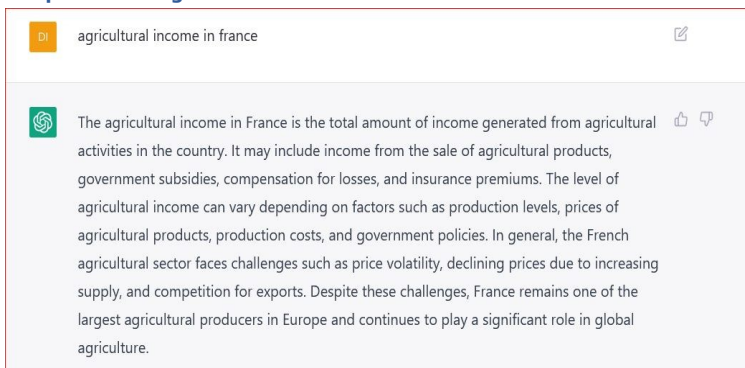 DI
agricultural income in france
The agricultural income in France is the total amount of income generated from agricultural
activities in the country. It may include income from the sale of agricultural products,
government subsidies, compensation for losses, and insurance premiums. The level of
agricultural income can vary depending on factors such as production levels, prices of
agricultural products, production costs, and government policies. In general, the French
agricultural sector faces challenges such as price volatility, declining prices due to increasing
supply, and competition for exports. Despite these challenges, France remains one of the
largest agricultural producers in Europe and continues to play a significant role in global
agriculture.